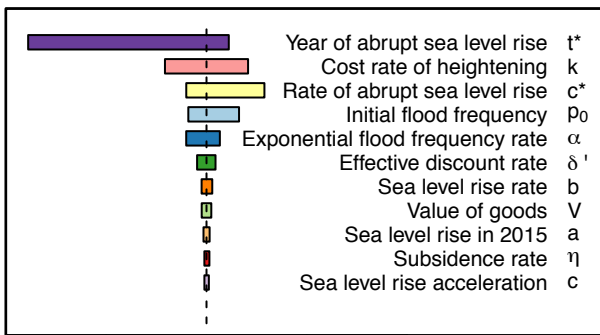 Year of abrupt sea level rise t*
Cost rate of heightening k
Rate of abrupt sea level rise c*
Initial flood frequency p₀
Exponential flood frequency rate α
Effective discount rate δ'
Sea level rise rate b
Value of goods V
Sea level rise in 2015 a
Subsidence rate η
Sea level rise acceleration c